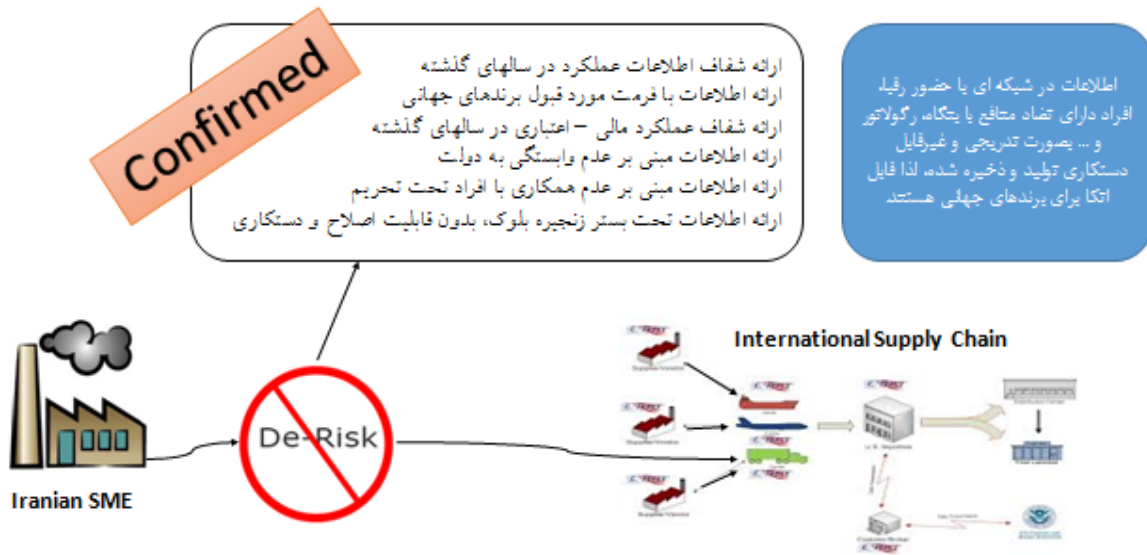 Confirmed
ارائه شفاف اطلاعات عملکرد در سالهای گذشته
ارائه اطلاعات با فرمت مورد قبول برندهای جهانی
ارائه شفاف عملکرد مالی – اعتباری در سالهای گذشته
ارائه اطلاعات مبنی بر عدم وابستگی به دولت
ارائه اطلاعات مبنی بر عدم همکاری با افراد تحت تحریم
ارائه اطلاعات تحت بستر زنجیره بلوک، بدون قابلیت اصلاح و دستکاری
اطلاعات در شبکه ای با حضور رقبا،
افراد دارای تضاد منافع با بنگاه، رگولاتور
و ... بصورت تدریجی و غیرقابل
دستکاری تولید و ذخیره شده، لذا قابل
اتکا برای برندهای جهانی هستند
De-Risk
Iranian SME
International Supply Chain